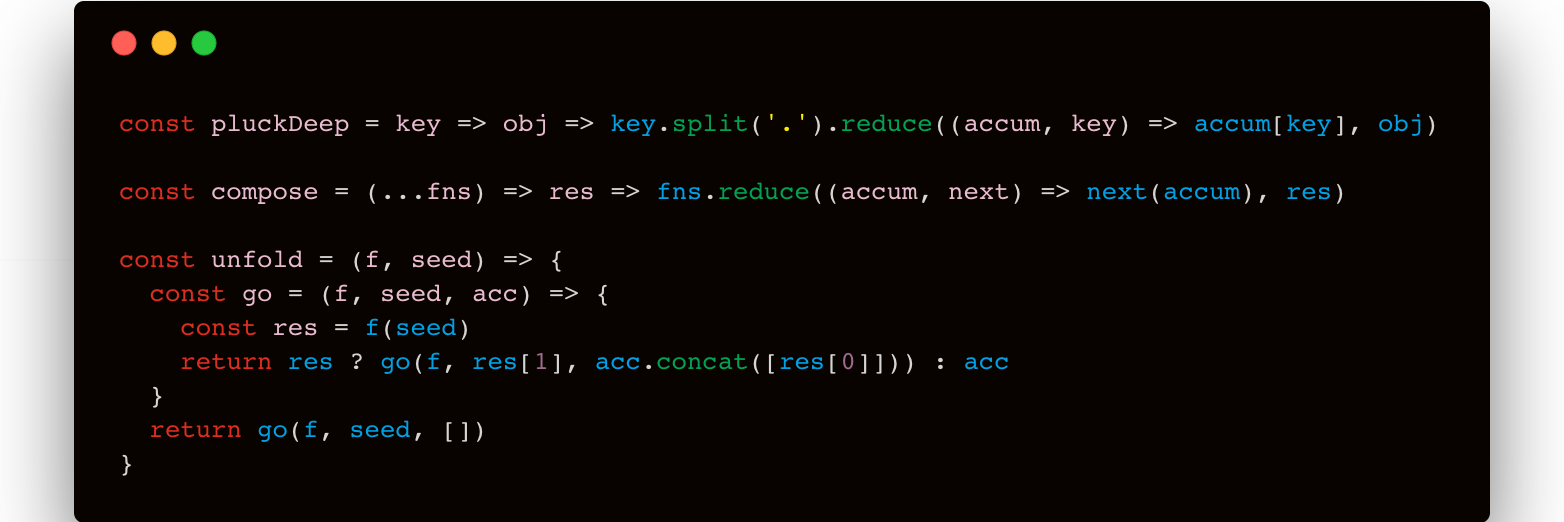 const pluckDeep = key => obj => key.split('.').reduce((accum, key) => accum[key], obj)
const compose = (...fns) => res => fns.reduce((accum, next) => next(accum), res)
const unfold = (f, seed) => {
  const go = (f, seed, acc) => {
    const res = f(seed)
    return res ? go(f, res[1], acc.concat([res[0]])) : acc
  }
  return go(f, seed, [])
}